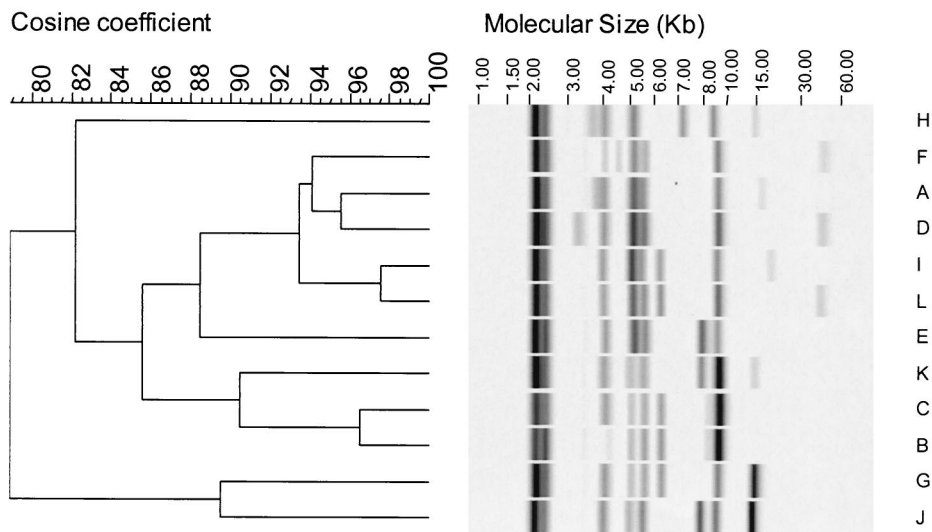 Cosine coefficient
Molecular Size (Kb)
80 82 84 86 88 90 92 94 96 98 100
1.00 1.50 2.00 3.00 4.00 5.00 6.00 7.00 8.00 10.00 15.00 30.00 60.00
H
F
A
D
I
L
E
K
C
B
G
J